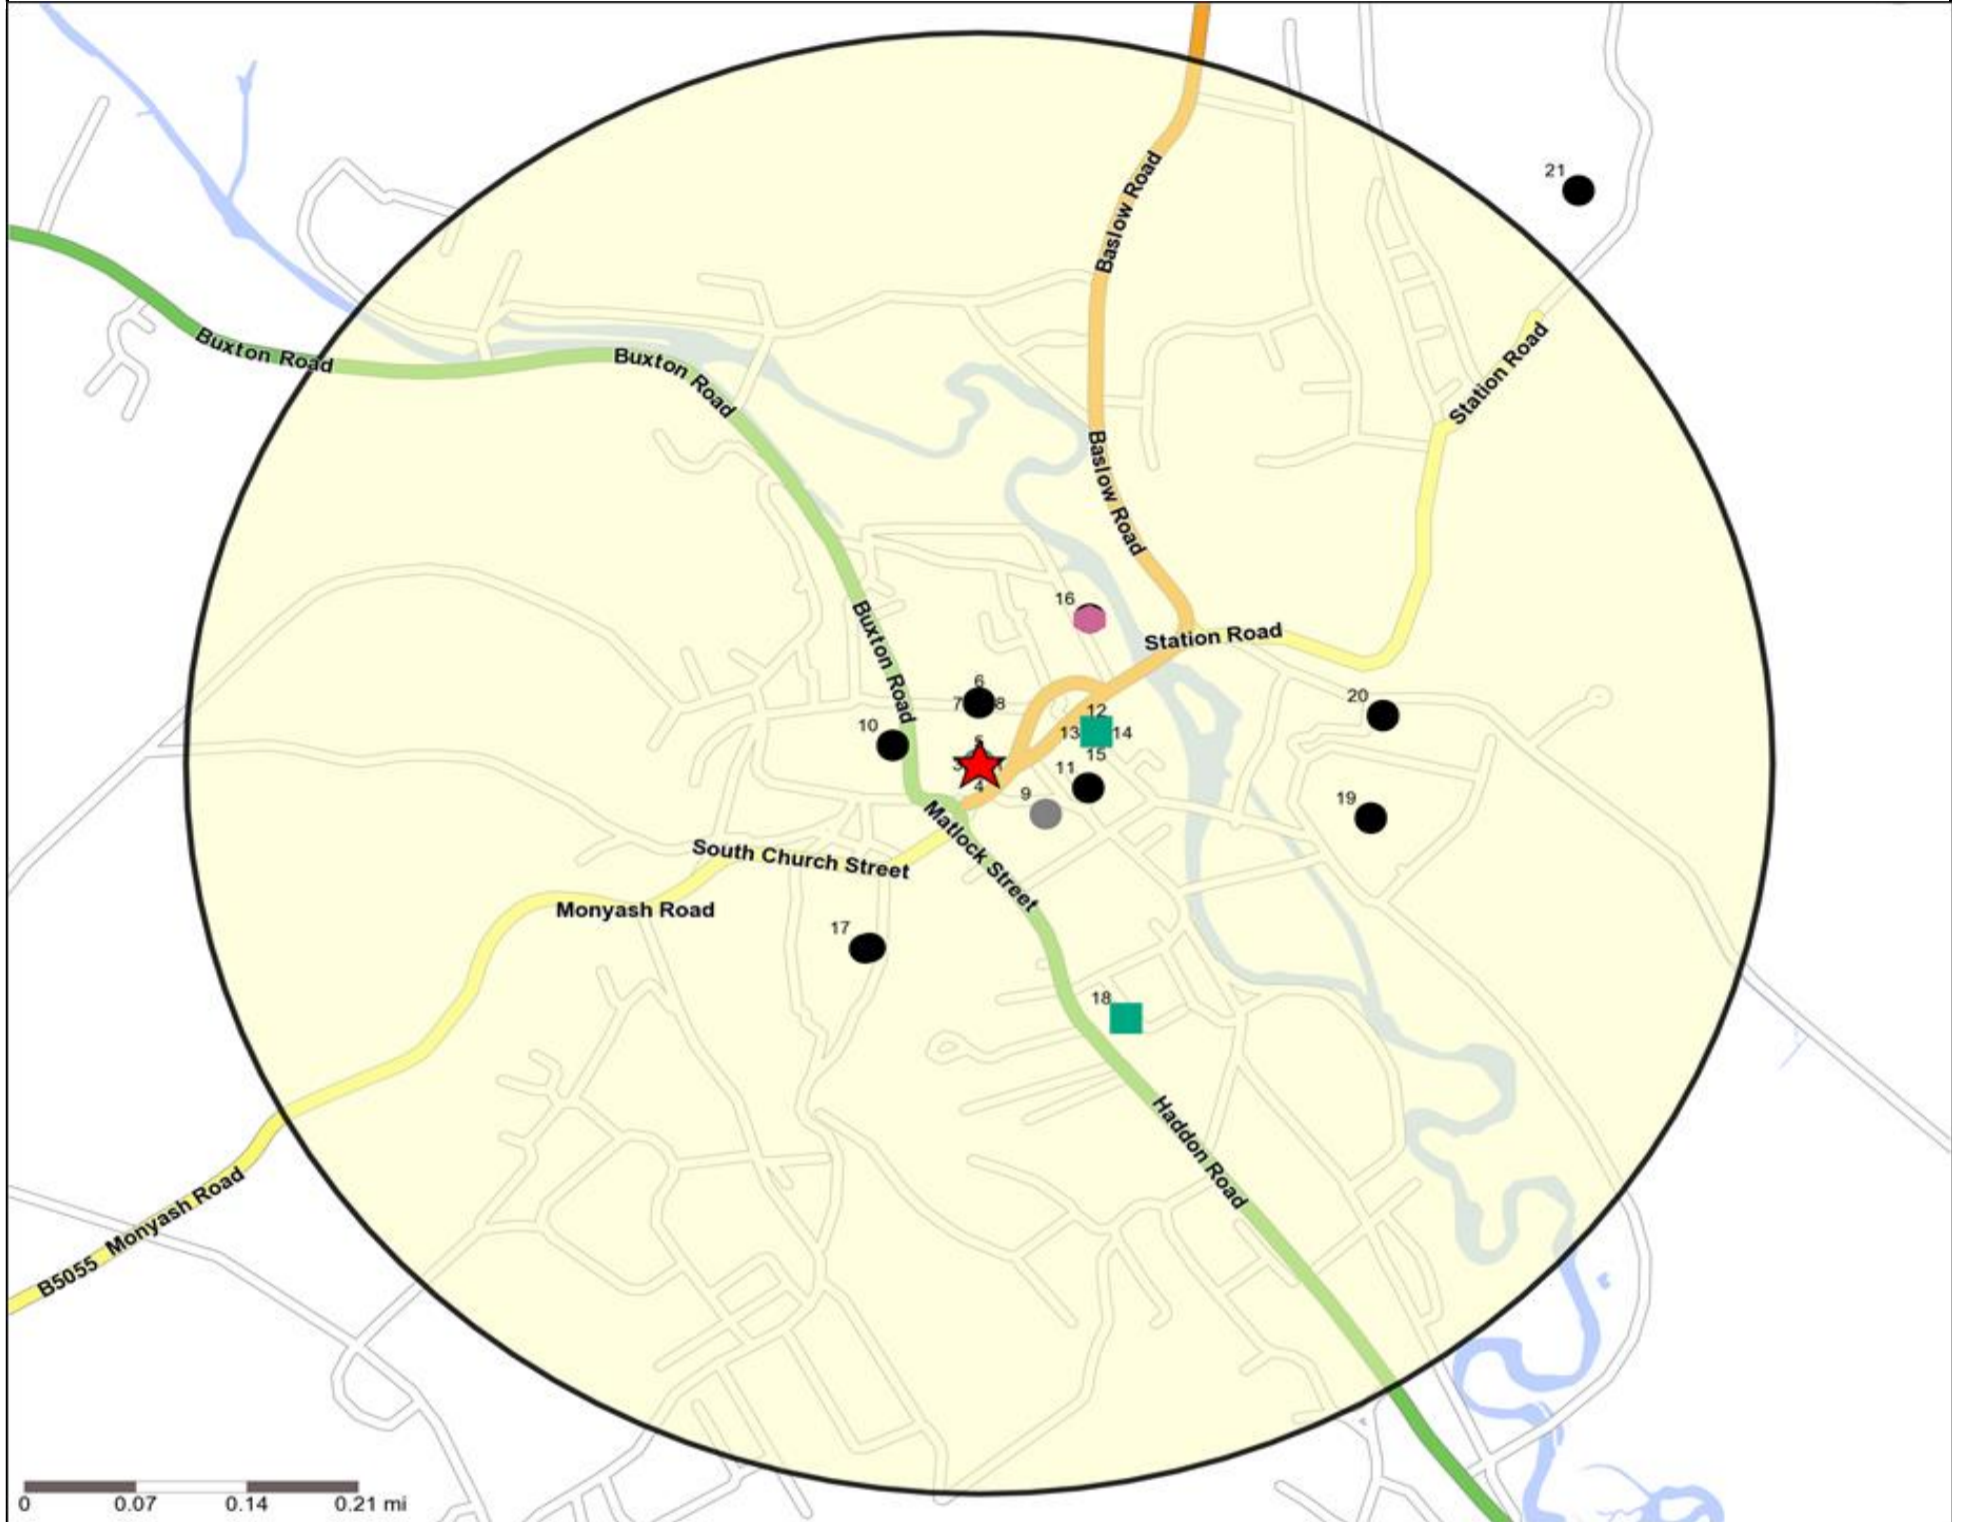 21
Baslow Road
Buxton Road
Buxton Road
Station Road
Baslow Road
16
Buxton Road
Station Road
6
7 8
20
12
10
13 14
5
15
11
4
9
19
Matlock Street
South Church Street
Monyash Road
17
18
Haddon Road
Monyash Road
B5055
0 0.07 0.14 0.21 mi